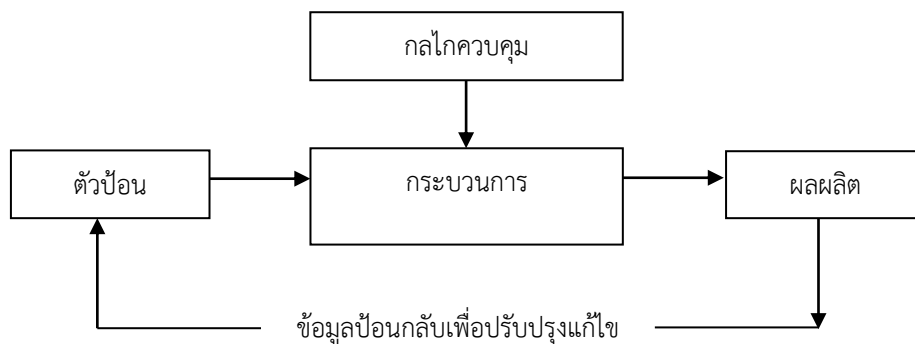 กลไกควบคุม
ตัวป้อน
กระบวนการ
ผลผลิต
ข้อมูลป้อนกลับเพื่อปรับปรุงแก้ไข